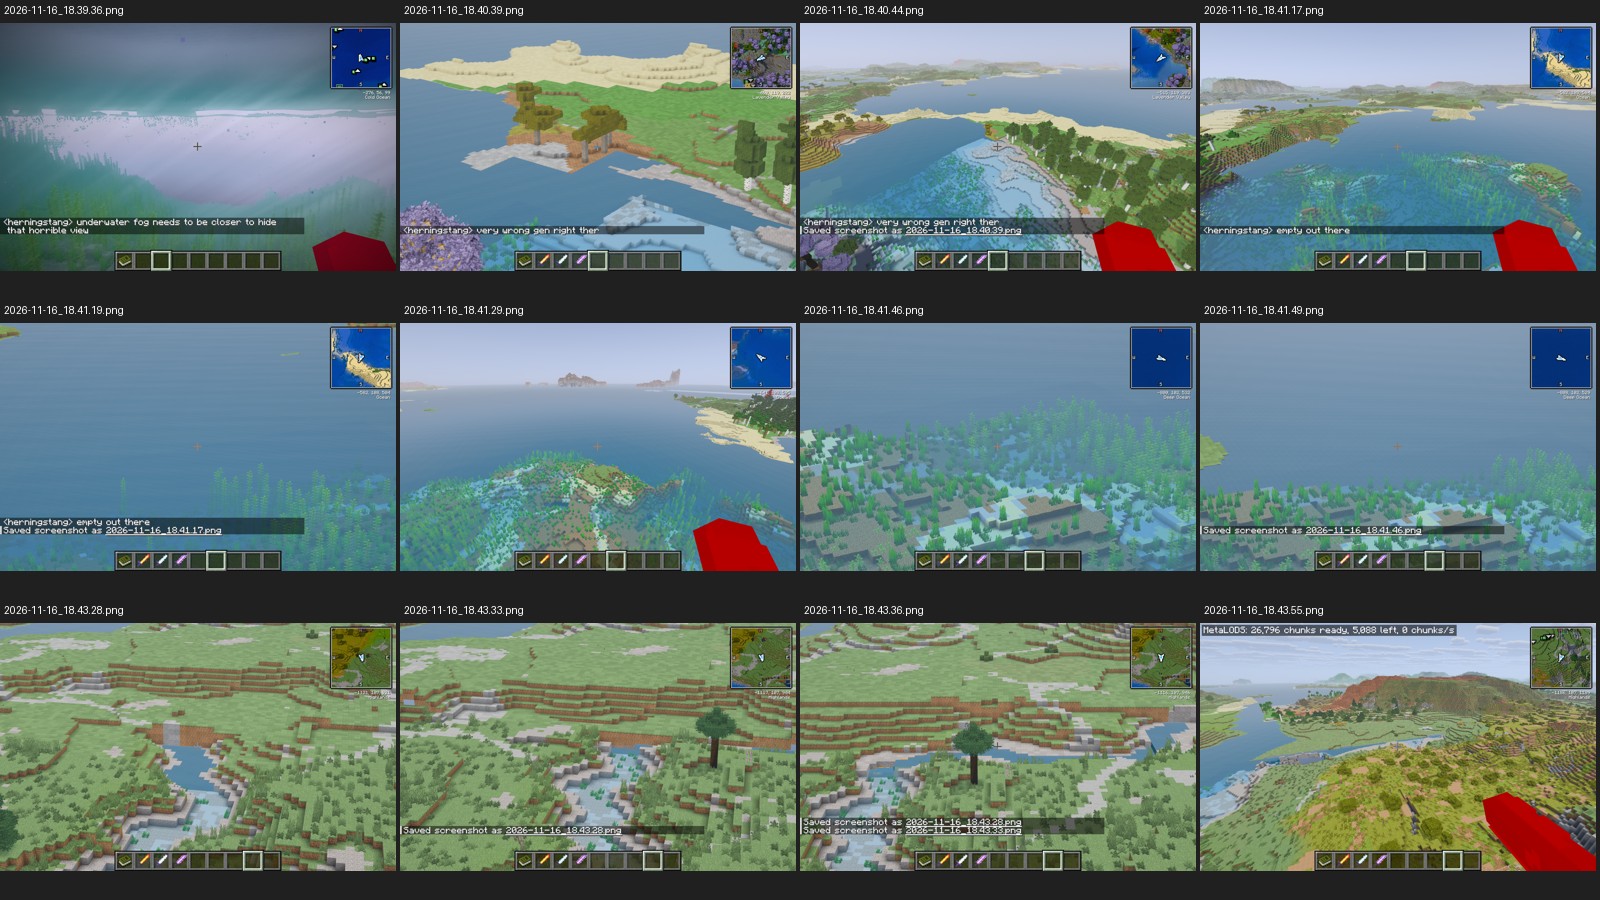 2026-11-16_18.39.36.png
2026-11-16_18.40.39.png
2026-11-16_18.40.44.png
2026-11-16_18.41.17.png
<herningstang> underwater fog needs to be closer to hide
that horrible view
<herningstang> very wrong gen right ther
<herningstang> very wrong gen right ther
Saved screenshot as 2026-11-16_18.40.39.png
<herningstang> empty out there
2026-11-16_18.41.19.png
2026-11-16_18.41.29.png
2026-11-16_18.41.46.png
2026-11-16_18.41.49.png
<herningstang> empty out there
Saved screenshot as 2026-11-16_18.41.17.png
Saved screenshot as 2026-11-16_18.41.46.png
2026-11-16_18.43.28.png
2026-11-16_18.43.33.png
2026-11-16_18.43.36.png
2026-11-16_18.43.55.png
MetaLODS: 26,796 chunks ready, 5,088 left, 0 chunks/s
Saved screenshot as 2026-11-16_18.43.28.png
Saved screenshot as 2026-11-16_18.43.28.png
Saved screenshot as 2026-11-16_18.43.33.png